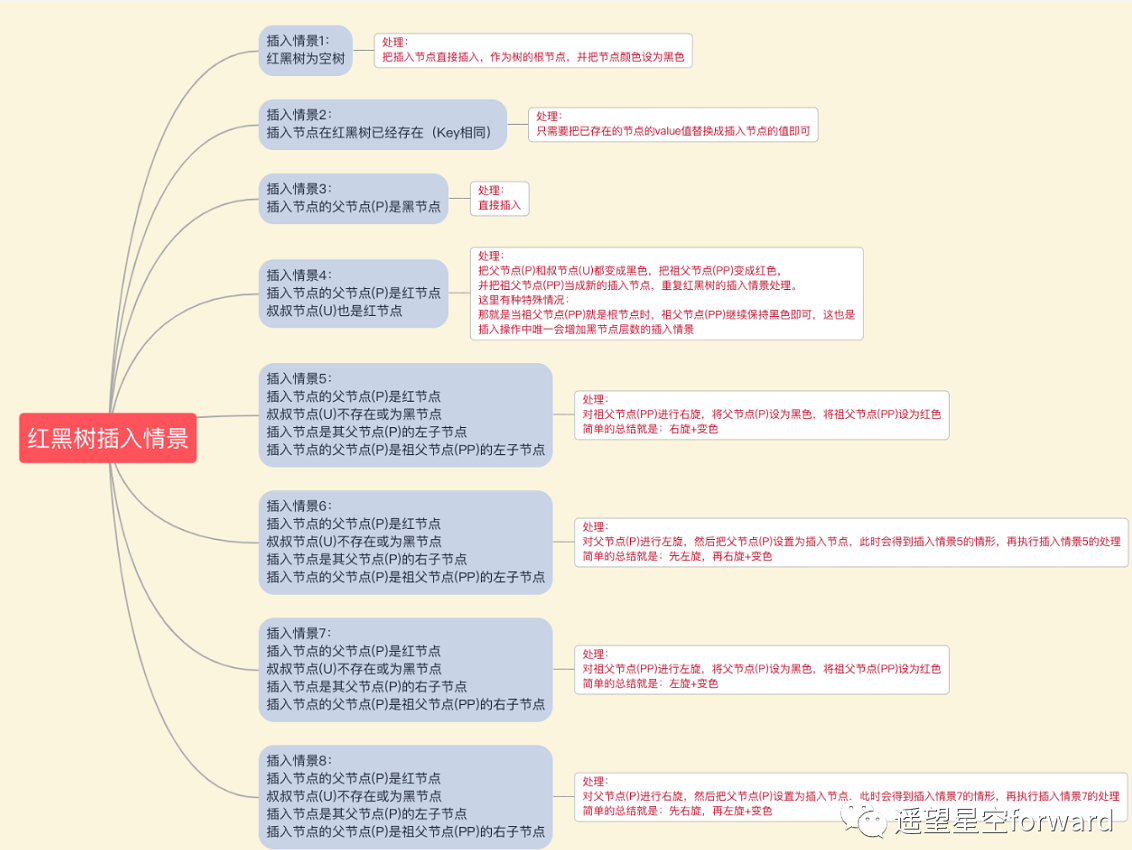 红黑树插入情景
插入情景1：
红黑树为空树
处理：
把插入节点直接插入，作为树的根节点，并把节点颜色设为黑色
插入情景2：
插入节点在红黑树已经存在（Key相同）
处理：
只需要把已存在的节点的value值替换成插入节点的值即可
插入情景3：
插入节点的父节点(P)是黑节点
处理：
直接插入
插入情景4：
插入节点的父节点(P)是红节点
叔叔节点(U)也是红节点
处理：
把父节点(P)和叔节点(U)都变成黑色，把祖父节点(PP)变成红色，
并把祖父节点(PP)当成新的插入节点，重复红黑树的插入情景处理。
这里有种特殊情况：
那就是当祖父节点(PP)就是根节点时，祖父节点(PP)继续保持黑色即可，这也是
插入操作中唯一会增加黑节点层数的插入情景
插入情景5：
插入节点的父节点(P)是红节点
叔叔节点(U)不存在或为黑节点
插入节点是其父节点(P)的左子节点
插入节点的父节点(P)是祖父节点(PP)的左子节点
处理：
对祖父节点(PP)进行右旋，将父节点(P)设为黑色，将祖父节点(PP)设为红色
简单的总结就是：右旋+变色
插入情景6：
插入节点的父节点(P)是红节点
叔叔节点(U)不存在或为黑节点
插入节点是其父节点(P)的右子节点
插入节点的父节点(P)是祖父节点(PP)的左子节点
处理：
对父节点(P)进行左旋，然后把父节点(P)设置为插入节点，此时会得到插入情景5的情形，再执行插入情景5的处理
简单的总结就是：先左旋，再右旋+变色
插入情景7：
插入节点的父节点(P)是红节点
叔叔节点(U)不存在或为黑节点
插入节点是其父节点(P)的右子节点
插入节点的父节点(P)是祖父节点(PP)的右子节点
处理：
对祖父节点(PP)进行左旋，将父节点(P)设为黑色，将祖父节点(PP)设为红色
简单的总结就是：左旋+变色
插入情景8：
插入节点的父节点(P)是红节点
叔叔节点(U)不存在或为黑节点
插入节点是其父节点(P)的左子节点
插入节点的父节点(P)是祖父节点(PP)的右子节点
处理：
对父节点(P)进行右旋，然后把父节点(P)设置为插入节点，此时会得到插入情景7的情形，再执行插入情景7的处理
简单的总结就是：先右旋，再左旋+变色
遥望星空forward